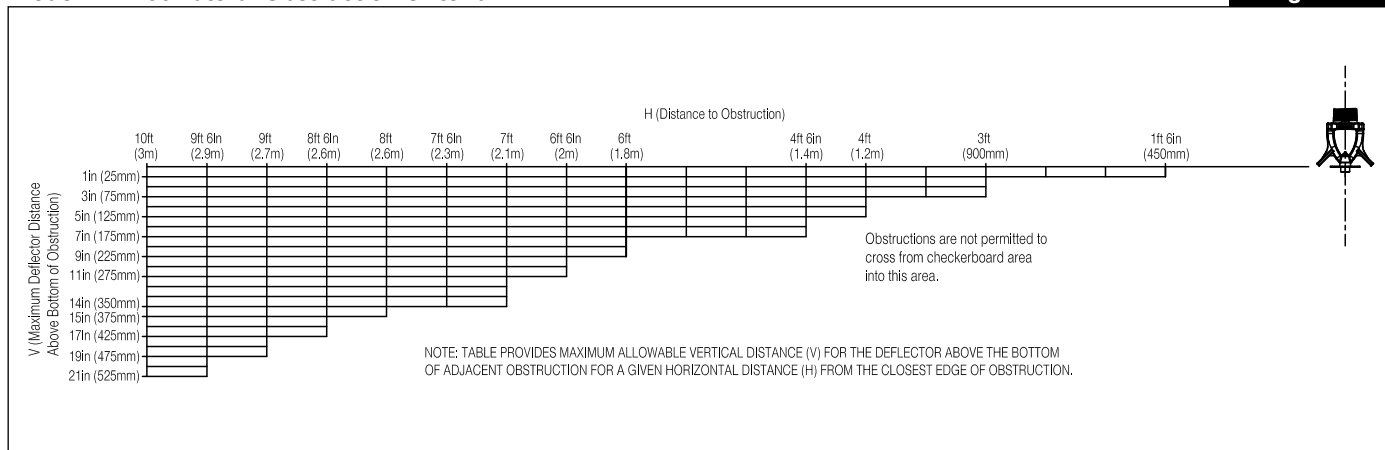 H (Distance to Obstruction)
10ft 9ft 6In 9ft 8ft 6In 8ft 7ft 6In 7ft 6ft 6In 6ft 4ft 6in 4ft 3ft 1ft 6in
(3m) (2.9m) (2.7m) (2.6m) (2.6m) (2.3m) (2.1m) (2m) (1.8m) (1.4m) (1.2m) (900mm) (450mm)
V (Maximum Deflector Distance
Above Bottom of Obstruction)
1in (25mm)
3in (75mm)
5in (125mm)
7in (175mm)
9in (225mm)
11in (275mm)
14in (350mm)
15in (375mm)
17In (425mm)
19in (475mm)
21in (525mm)
Obstructions are not permitted to
cross from checkerboard area
into this area.
NOTE: TABLE PROVIDES MAXIMUM ALLOWABLE VERTICAL DISTANCE (V) FOR THE DEFLECTOR ABOVE THE BOTTOM
OF ADJACENT OBSTRUCTION FOR A GIVEN HORIZONTAL DISTANCE (H) FROM THE CLOSEST EDGE OF OBSTRUCTION.